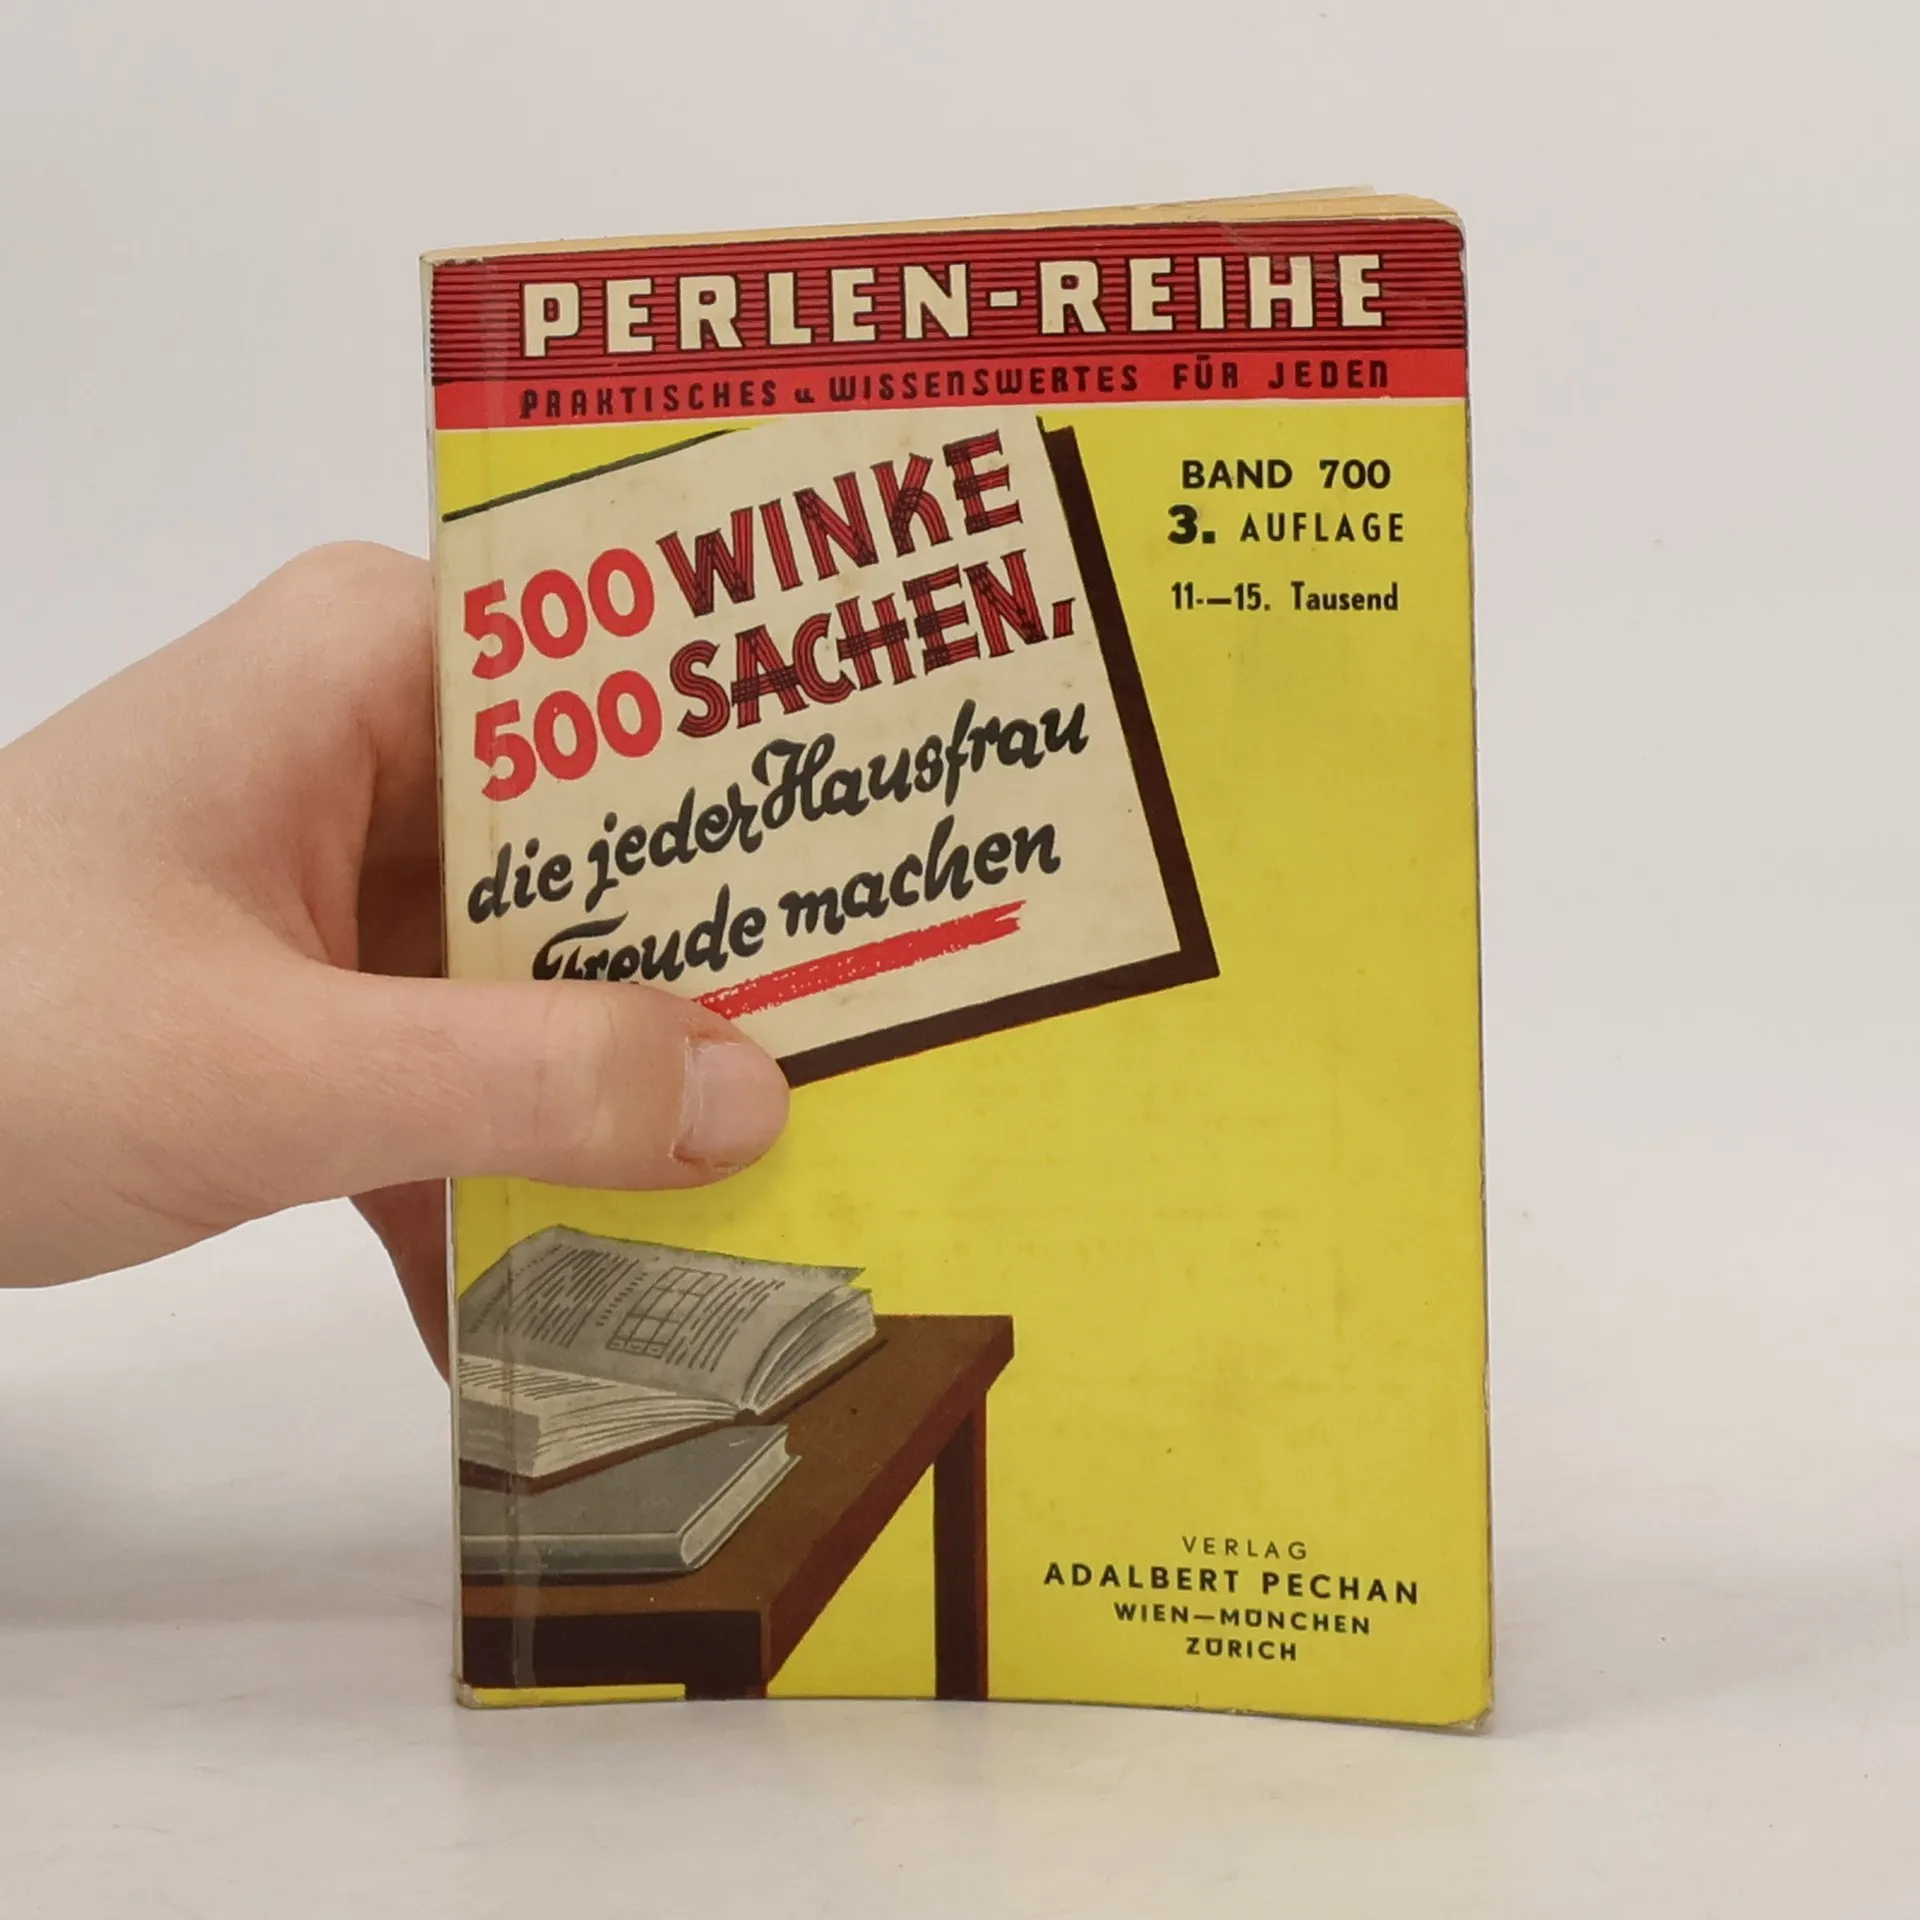 PERLEN-REIHE
PRAKTISCHES u WISSENSWERTES FÜR JEDEN
BAND 700
3. AUFLAGE
11.—15. Tausend
500 WINKE
500 SACHEN,
die jeder Hausfrau
Freude machen
VERLAG
ADALBERT PECHAN
WIEN—MÜNCHEN
ZÜRICH